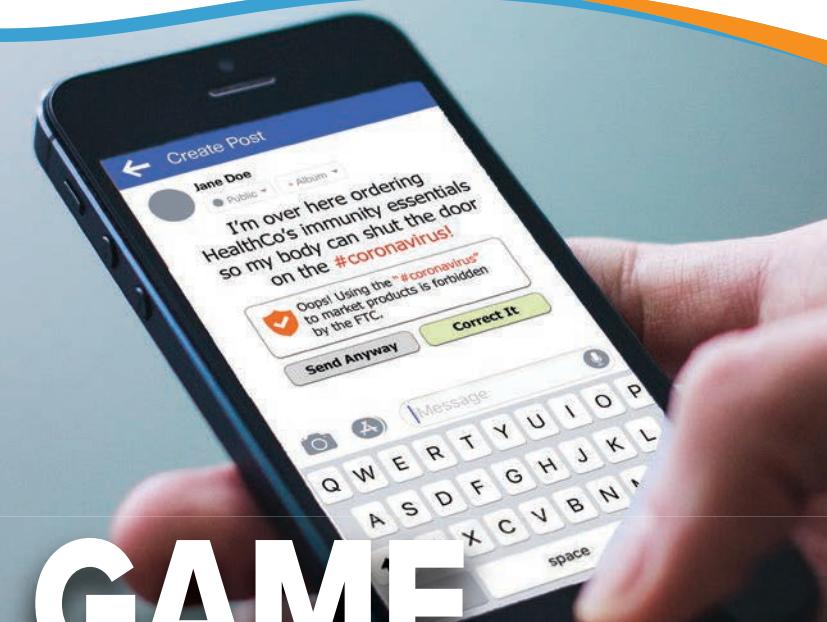 Create Post
Jane Doe
Public
Album
I'm over here ordering
HealthCo's immunity essentials
so my body can shut the door
on the #coronavirus!
Oops! Using the "#coronavirus"
to market products is forbidden
by the FTC.
Send Anyway
Correct It
Message
Q W E R T Y U I O P
A S D F G H J K L
X C V B N
space
GAME